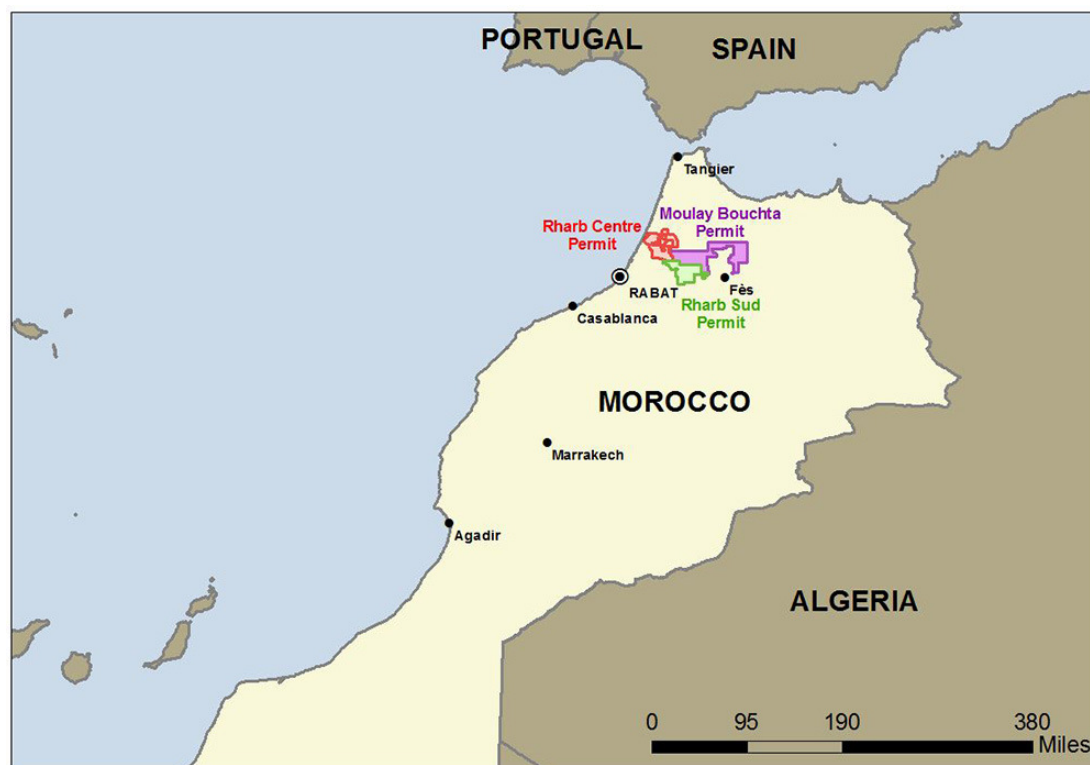 PORTUGAL
SPAIN
Tangier
Moulay Bouchta
Permit
Rharb Centre
Permit
RABAT
Fès
Rharb Sud
Permit
Casablanca
MOROCCO
Marrakech
Agadir
ALGERIA
0 95 190 380
Miles